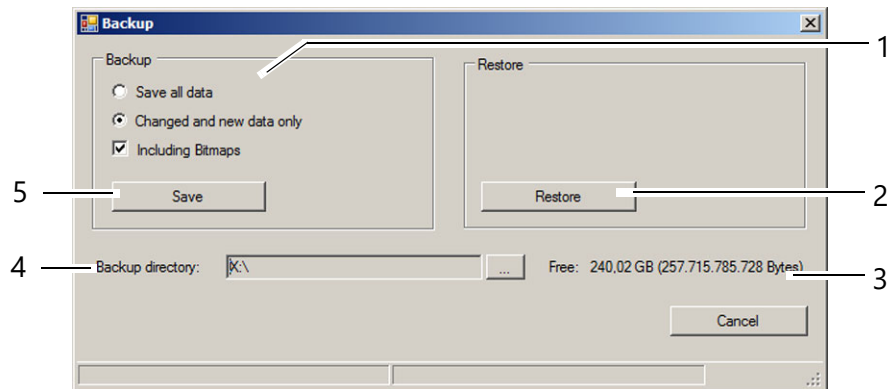 Backup
1
Backup
Restore
Save all data
Changed and new data only
Including Bitmaps
5
Save
Restore
2
4
Backup directory:
X:\
...
Free: 240,02 GB (257.715.785.728 Bytes)
3
Cancel